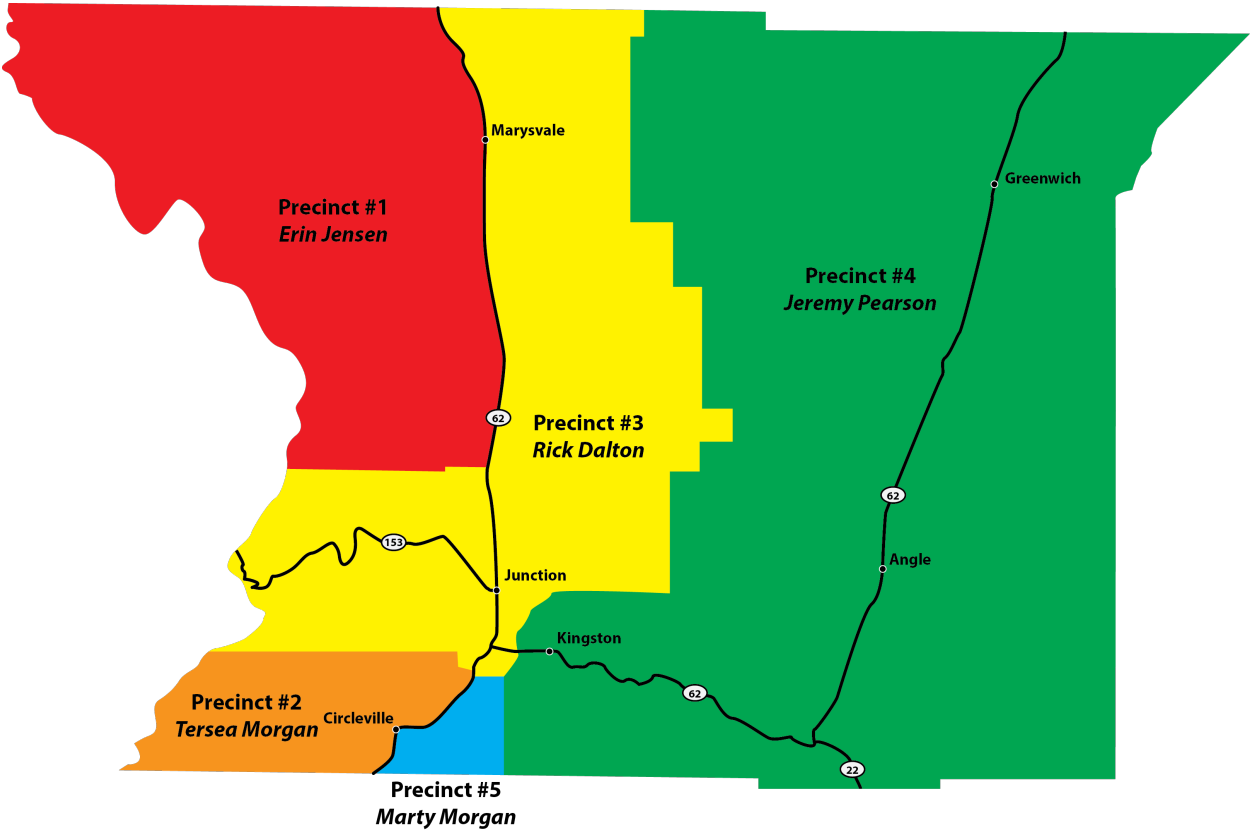 Marysvale
Greenwich
Precinct #1
Erin Jensen
Precinct #4
Jeremy Pearson
62
Precinct #3
Rick Dalton
62
153
Angle
Junction
Kingston
62
Precinct #2
Tersea Morgan
Circleville
22
Precinct #5
Marty Morgan